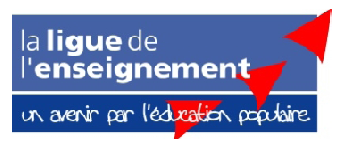 la ligue de
l'enseignement
un avenir par l'éducation populaire